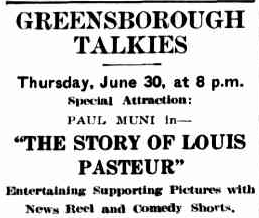 GREENSBOROUGH
TALKIES
Thursday, June 30, at 8 p.m.
Special Attraction:
PAUL MUNI in—
"THE STORY OF LOUIS
PASTEUR"
Entertaining Supporting Pictures with
News Reel and Comedy Shorts.